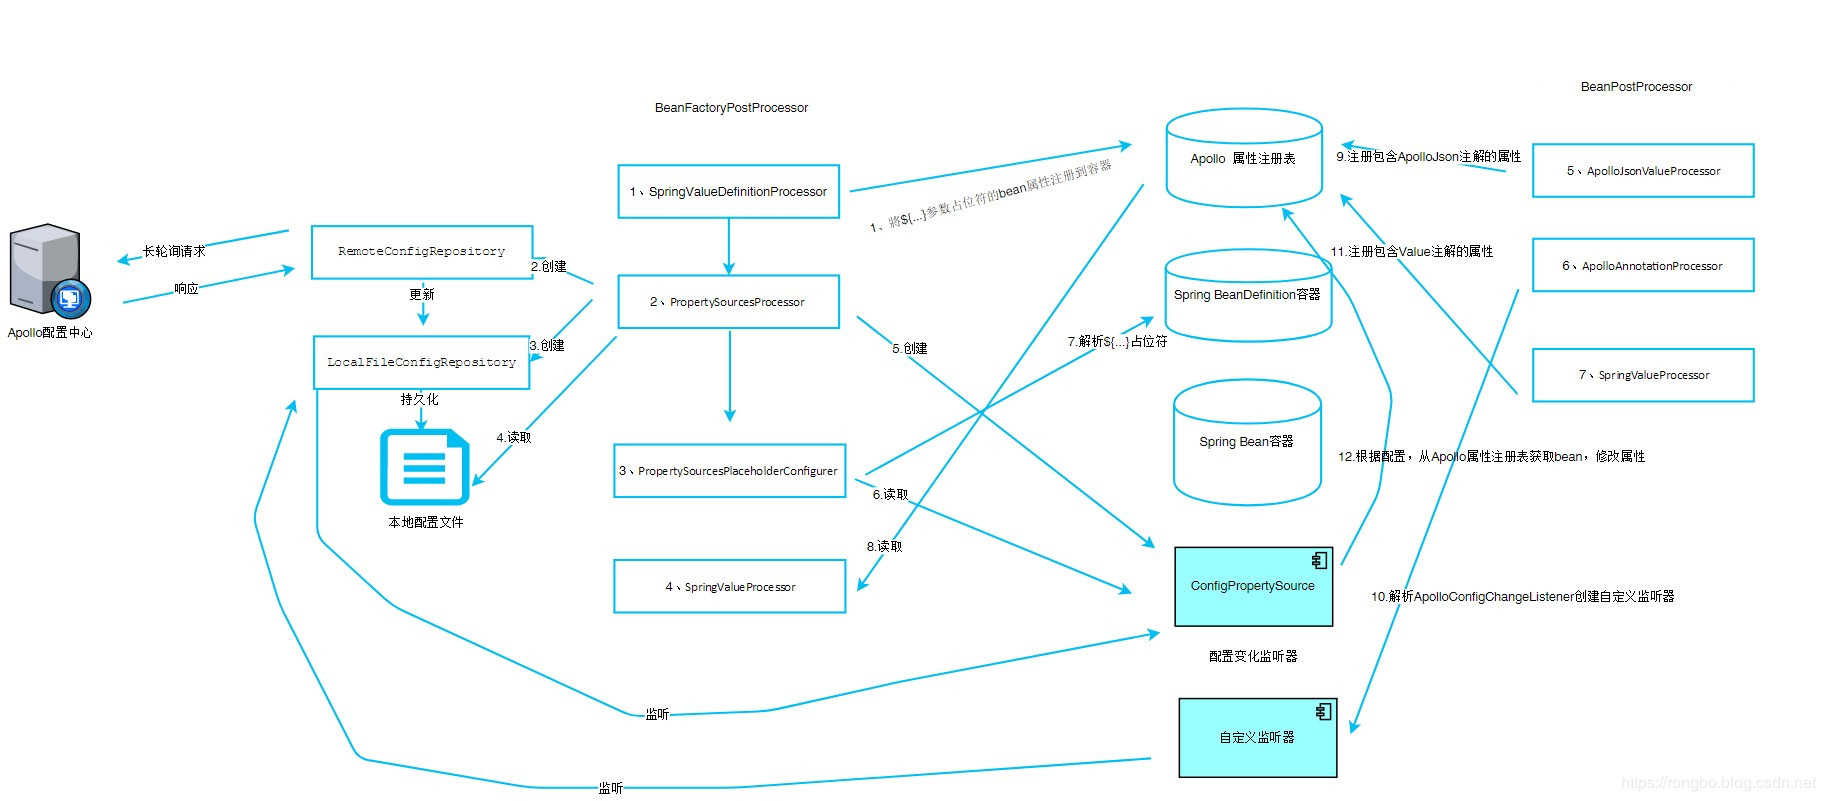 BeanPostProcessor
BeanFactoryPostProcessor
Apollo 属性注册表
9.注册包含ApolloJson注解的属性
5、ApolloJsonValueProcessor
1、SpringValueDefinitionProcessor
1、將${...}参数占位符的bean属性注册到容器
长轮询请求
RemoteConfigRepository
2.创建
11.注册包含Value注解的属性
6、ApolloAnnotationProcessor
响应
更新
2、PropertySourcesProcessor
Spring BeanDefinition容器
Apollo配置中心
3.创建
5.创建
7.解析${...}占位符
LocalFileConfigRepository
7、SpringValueProcessor
持久化
4.读取
Spring Bean容器
12.根据配置，从Apollo属性注册表获取bean，修改属性
3、PropertySourcesPlaceholderConfigurer
6.读取
本地配置文件
8.读取
4、SpringValueProcessor
ConfigPropertySource
10.解析ApolloConfigChangeListener创建自定义监听器
配置变化监听器
监听
自定义监听器
监听
https://rongbo.blog.csdn.net